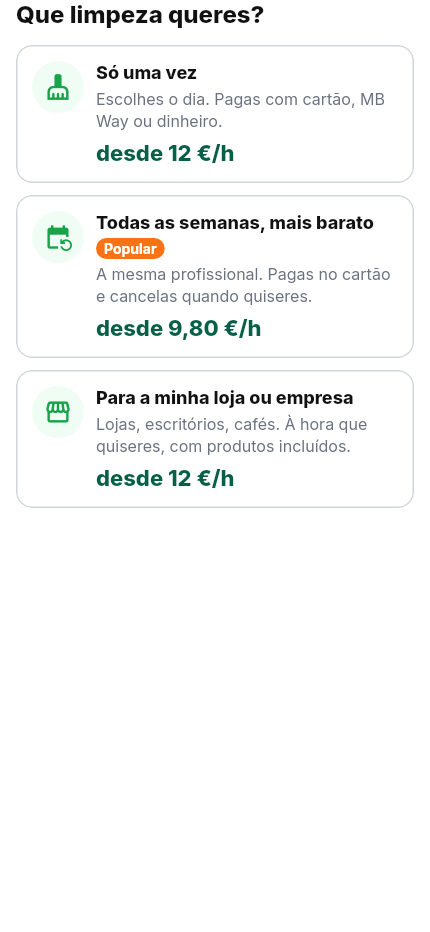 Que limpeza queres?
Só uma vez
Escolhes o dia. Pagas com cartão, MB
Way ou dinheiro.
desde 12 €/h
Todas as semanas, mais barato
Popular
A mesma profissional. Pagas no cartão
e cancelas quando quiseres.
desde 9,80 €/h
Para a minha loja ou empresa
Lojas, escritórios, cafés. À hora que
quiseres, com produtos incluídos.
desde 12 €/h